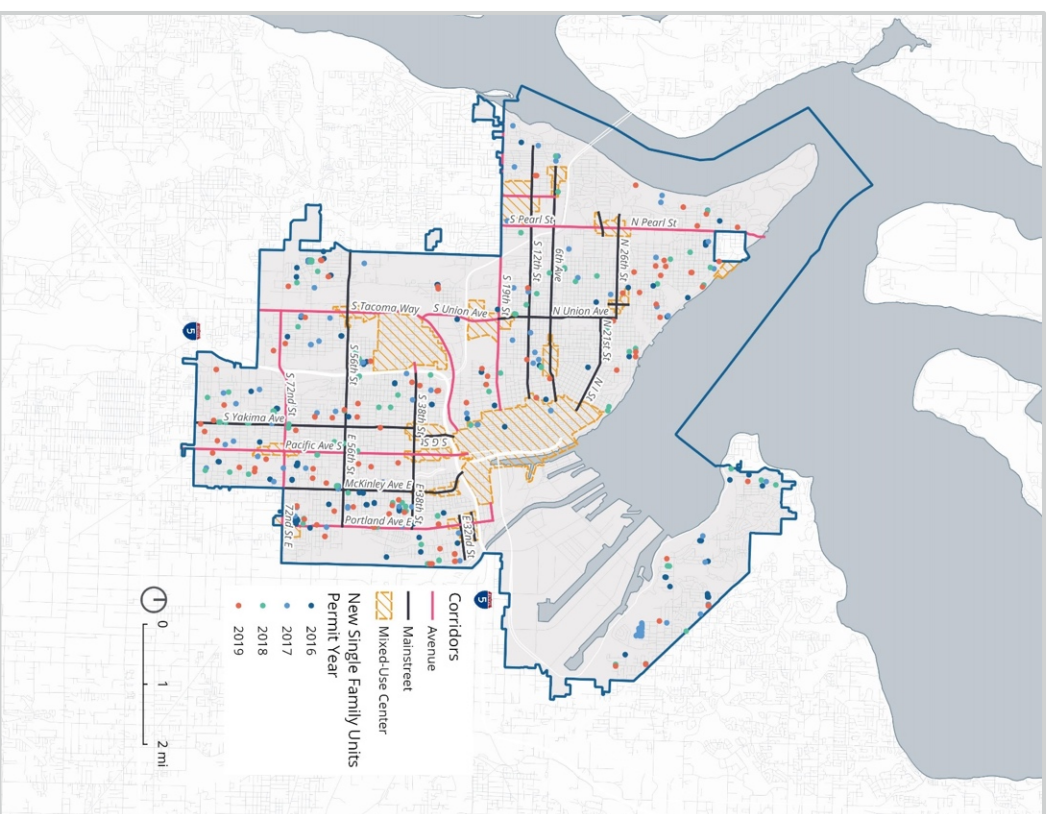 N Pearl St
S Pearl St
N 26th St
6th Ave
S 12th St
S 19th St
N Union Ave
S Union Ave
S Tacoma Way
N 21st St
N I St
S 56th St
S 72nd St
S 38th St
S G St
S Yakima Ave
Pacific Ave S
E 56th St
McKinley Ave E
E 38th St
Portland Ave E
72nd St E
E 32nd St
5
5
Corridors
Avenue
Mainstreet
Mixed-Use Center
New Single Family Units
Permit Year
2016
2017
2018
2019
0
1
2 mi